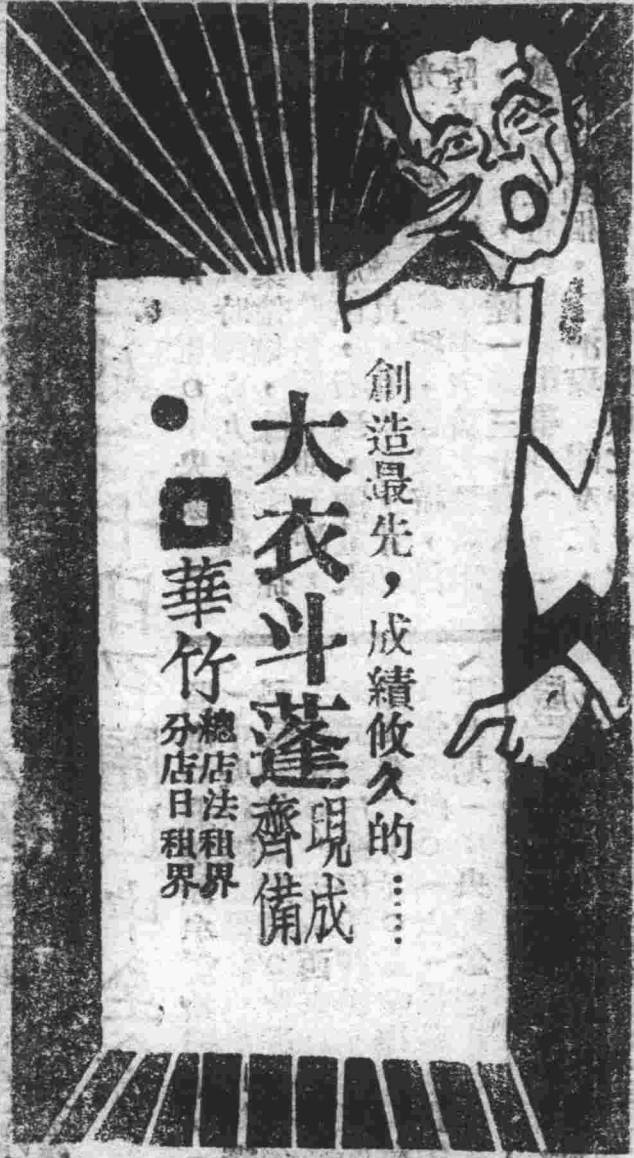 創造最先，成績攸久的……
大衣斗蓬
現成
齊備
華竹
總店法租界
分店日租界